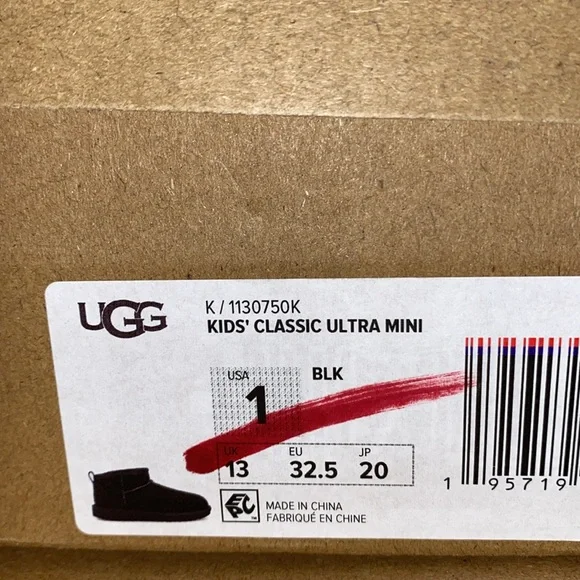 UGG
K / 1130750K
KIDS' CLASSIC ULTRA MINI
USA
1
BLK
UK EU JP
13 32.5 20
EPC
MADE IN CHINA
FABRIQUÉ EN CHINE
1 95719